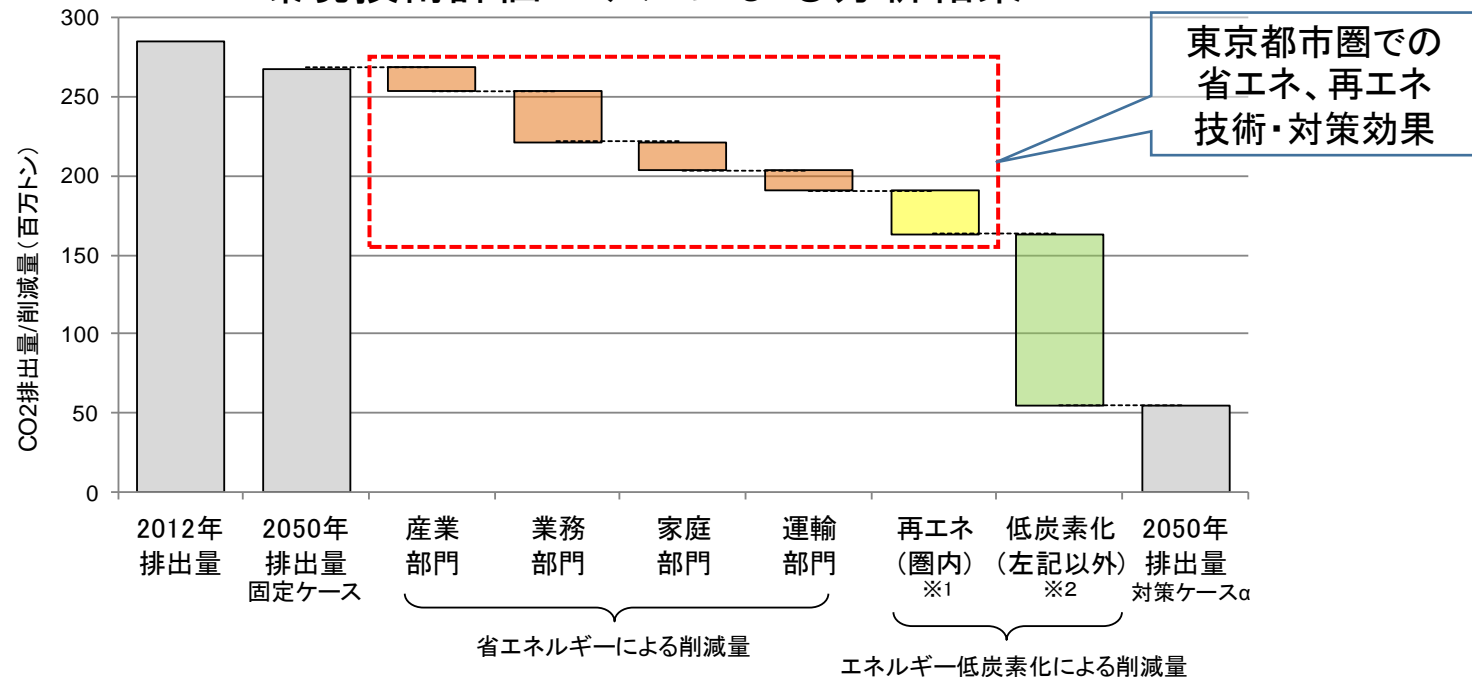 300
250
200
150
100
50
0
CO2排出量/削減量(百万トン)
東京都市圏での
省エネ、再エネ
技術・対策効果
2012年
排出量
2050年
排出量
固定ケース
産業
部門
業務
部門
家庭
部門
運輸
部門
再エネ
(圏内)
※1
低炭素化
(左記以外)
※2
2050年
排出量
対策ケースα
省エネルギーによる削減量
エネルギー低炭素化による削減量